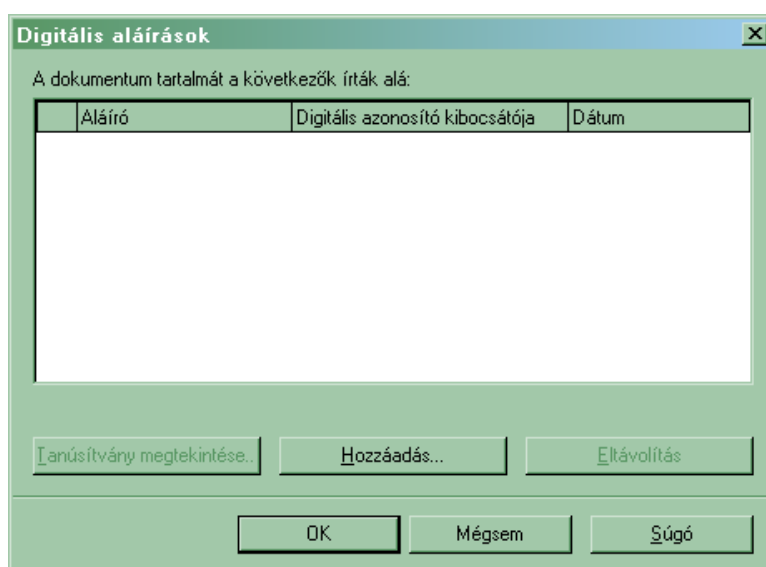 Digitális aláírások
A dokumentum tartalmát a következők írták alá:
Aláíró Digitális azonosító kibocsátója Dátum
Tanúsítvány megtekintése..
Hozzáadás...
Eltávolítás
OK
Mégsem
Súgó